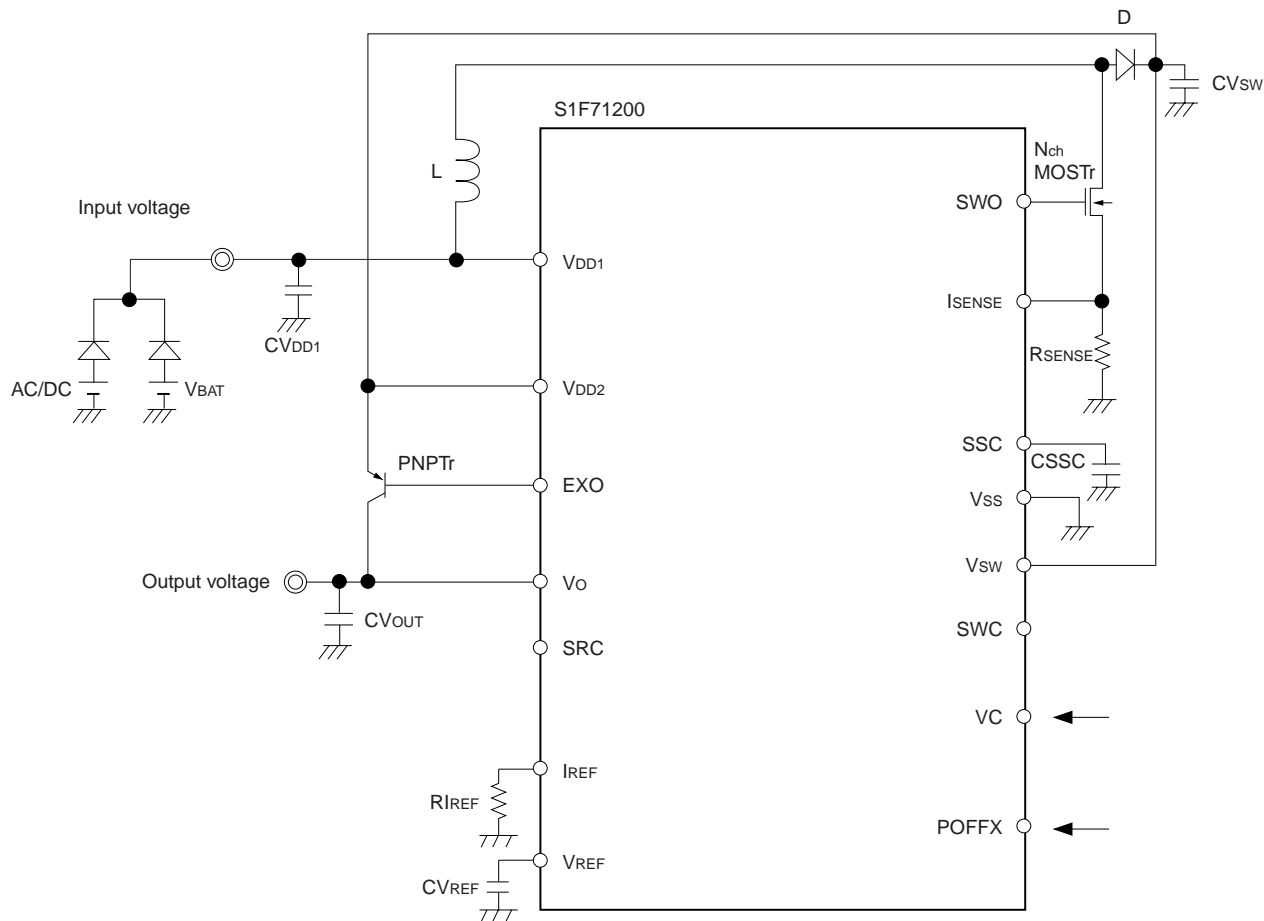 D
CVSW
S1F71200
Nch
MOSTr
L
SWO
Input voltage
VDD1
ISENSE
CVDD1
RSENSE
AC/DC
VBAT
VDD2
SSC
CSSC
PNPTr
EXO
VSS
VSW
Output voltage
VO
CVOUT
SWC
SRC
VC
IREF
RIREF
POFFX
VREF
CVREF